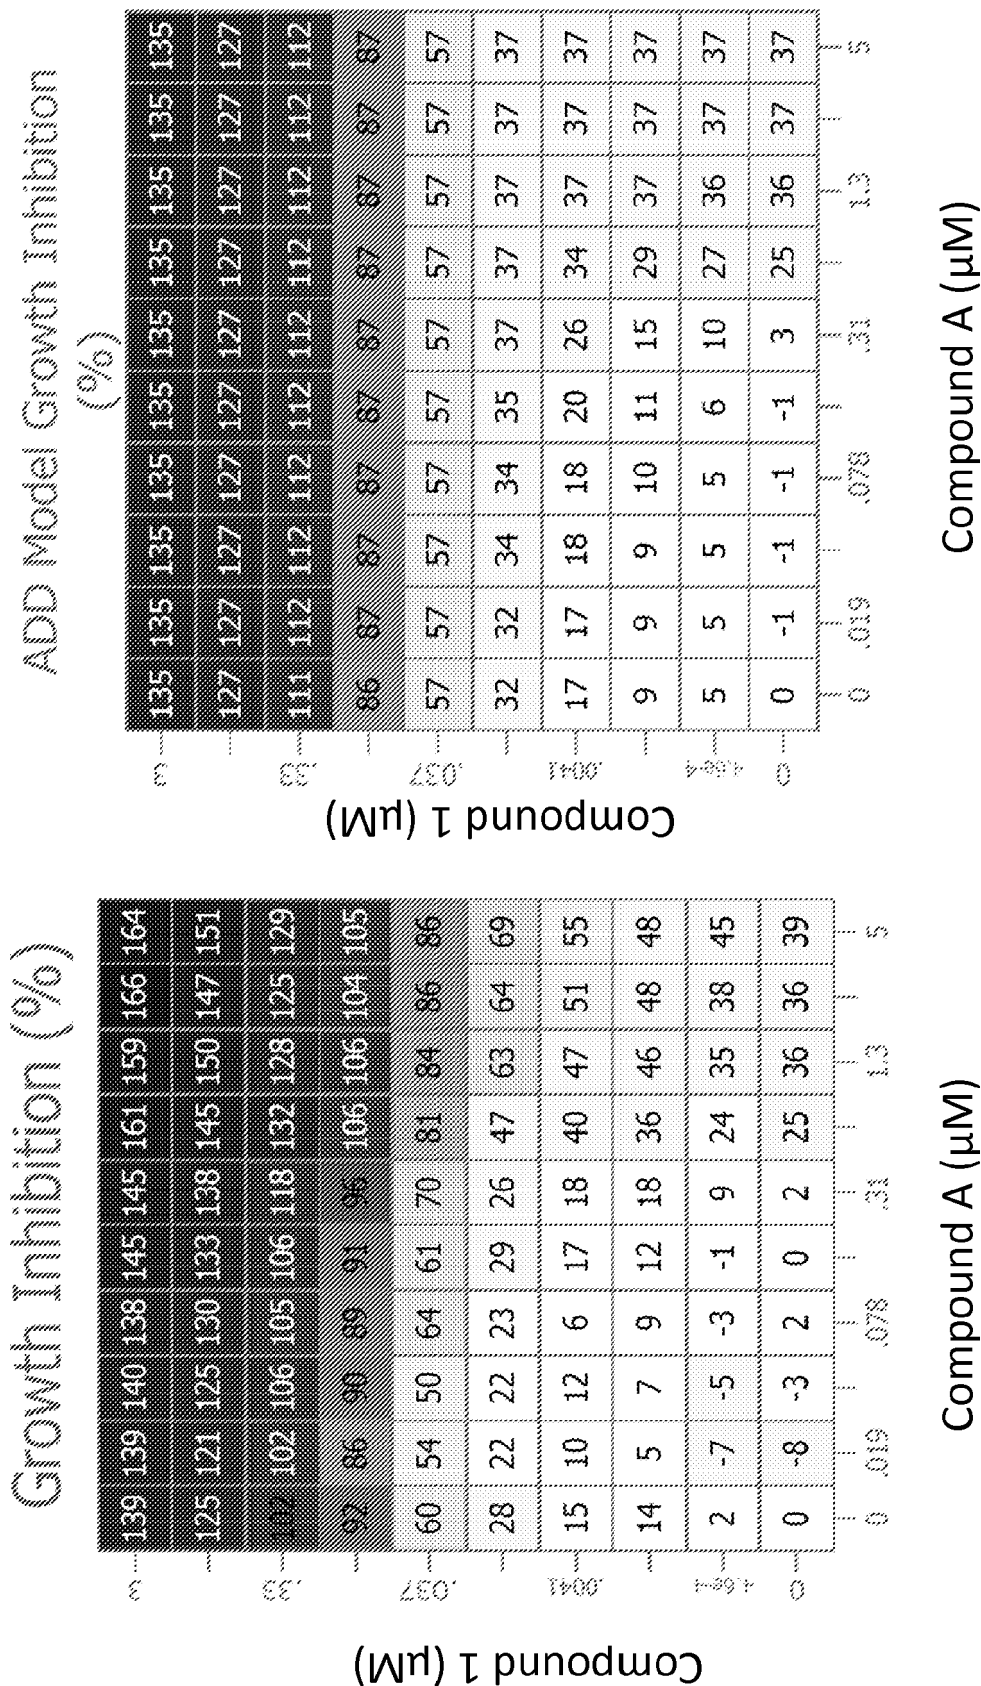 Growth Inhibition (%)
Compound 1 (µM)
3 139 139 140 138 145 145 161 159 166 164
125 121 125 130 133 138 145 150 147 151
.33 102 102 106 105 106 118 132 128 125 129
92 86 90 89 91 96 106 106 104 105
.037 60 54 50 64 61 70 81 84 86 86
28 22 22 23 29 26 47 63 64 69
.0041 15 10 12 6 17 18 40 47 51 55
14 5 7 9 12 18 36 46 48 48
4.6e-4 2 -7 -5 -3 -1 9 24 35 38 45
0 0 -8 -3 2 0 2 25 36 36 39
0 .019 .078 .31 1.3 5
Compound A (µM)
ADD Model Growth Inhibition
(%)
Compound 1 (µM)
3 135 135 135 135 135 135 135 135 135 135
127 127 127 127 127 127 127 127 127 127
.33 111 112 112 112 112 112 112 112 112 112
86 87 87 87 87 87 87 87 87 87
.037 57 57 57 57 57 57 57 57 57 57
32 32 34 34 35 37 37 37 37 37
.0041 17 17 18 18 20 26 34 37 37 37
9 9 9 10 11 15 29 37 37 37
4.6e-4 5 5 5 5 6 10 27 36 37 37
0 0 -1 -1 -1 -1 3 25 36 37 37
0 .019 .078 .31 1.3 5
Compound A (µM)